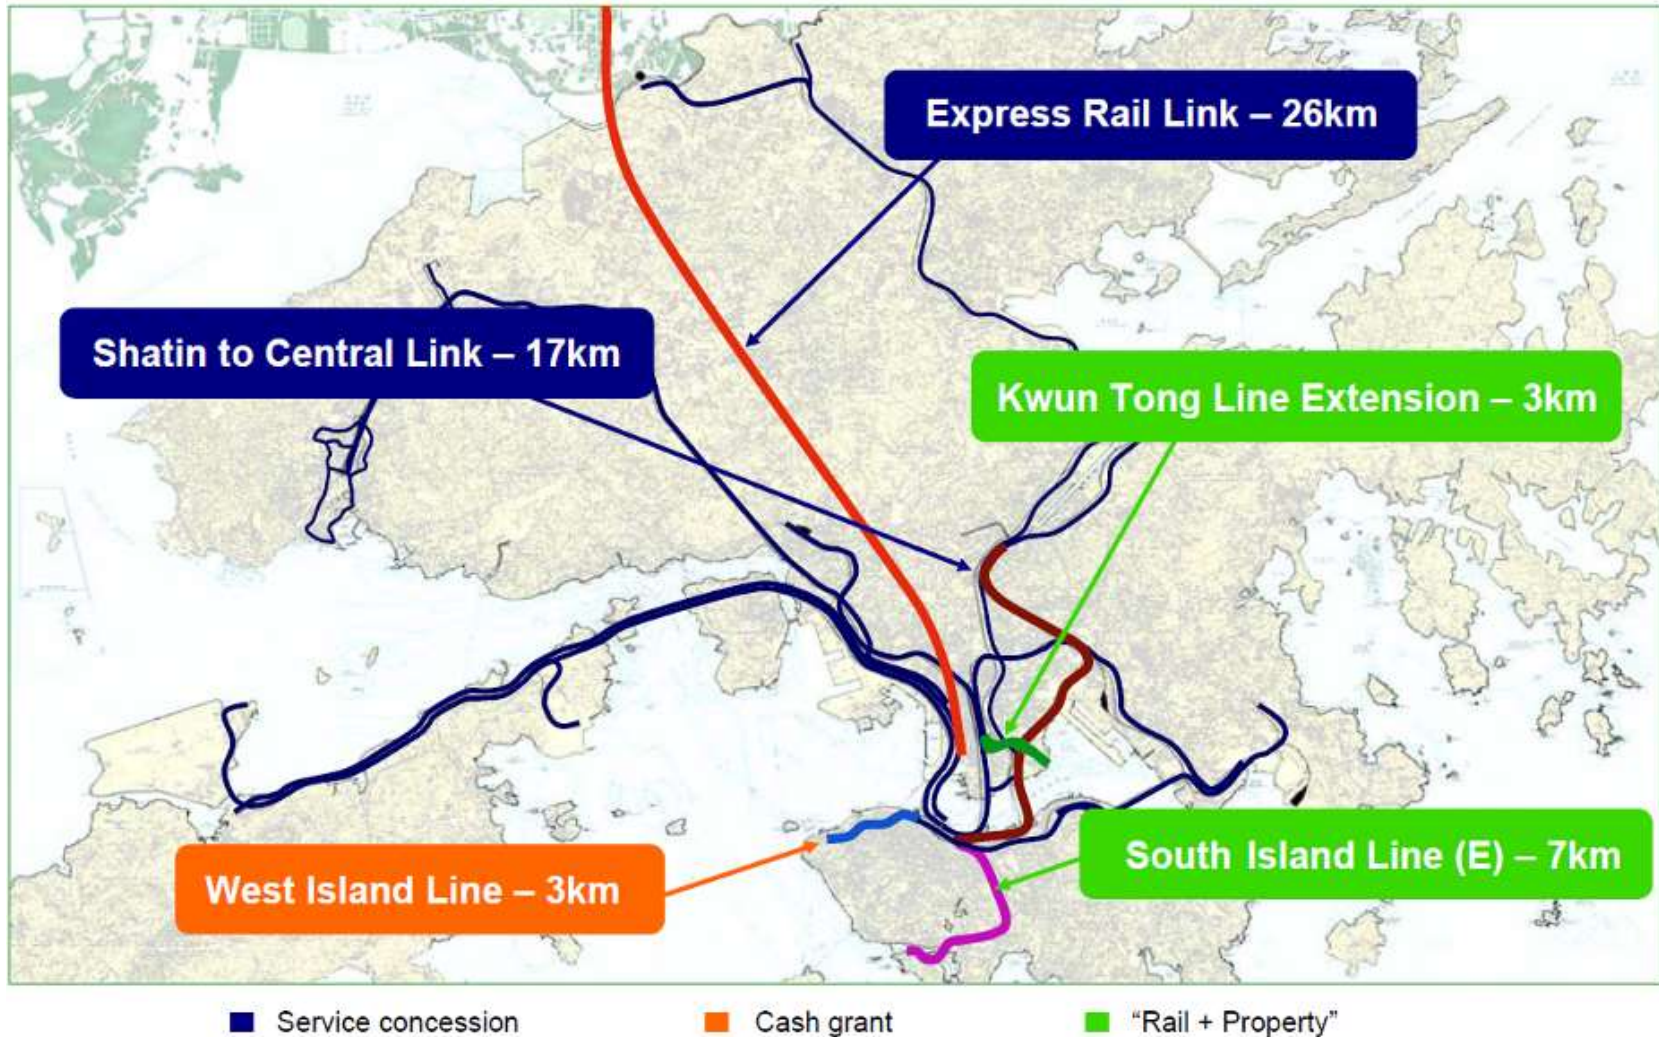 Express Rail Link – 26km
Shatin to Central Link – 17km
Kwun Tong Line Extension – 3km
West Island Line – 3km
South Island Line (E) – 7km
Service concession
Cash grant
“Rail + Property”